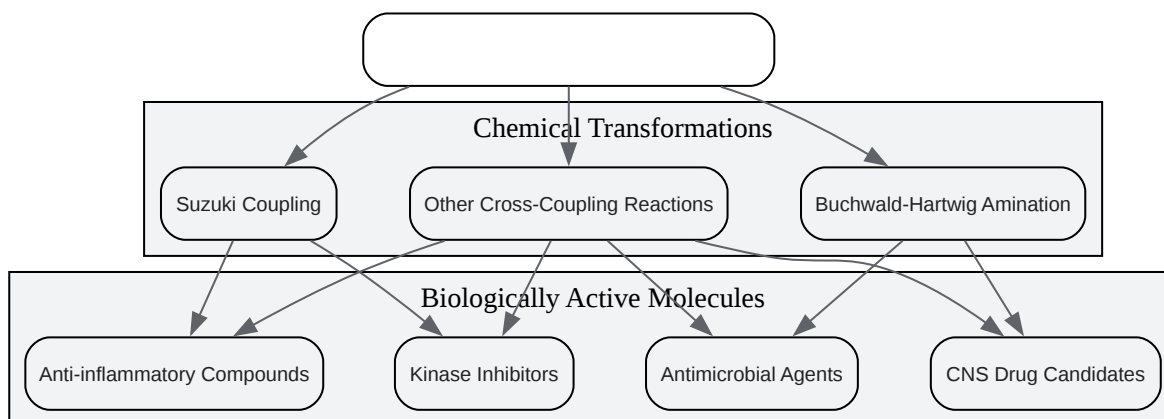 Chemical Transformations
Suzuki Coupling
Other Cross-Coupling Reactions
Buchwald-Hartwig Amination
Biologically Active Molecules
Anti-inflammatory Compounds
Kinase Inhibitors
Antimicrobial Agents
CNS Drug Candidates